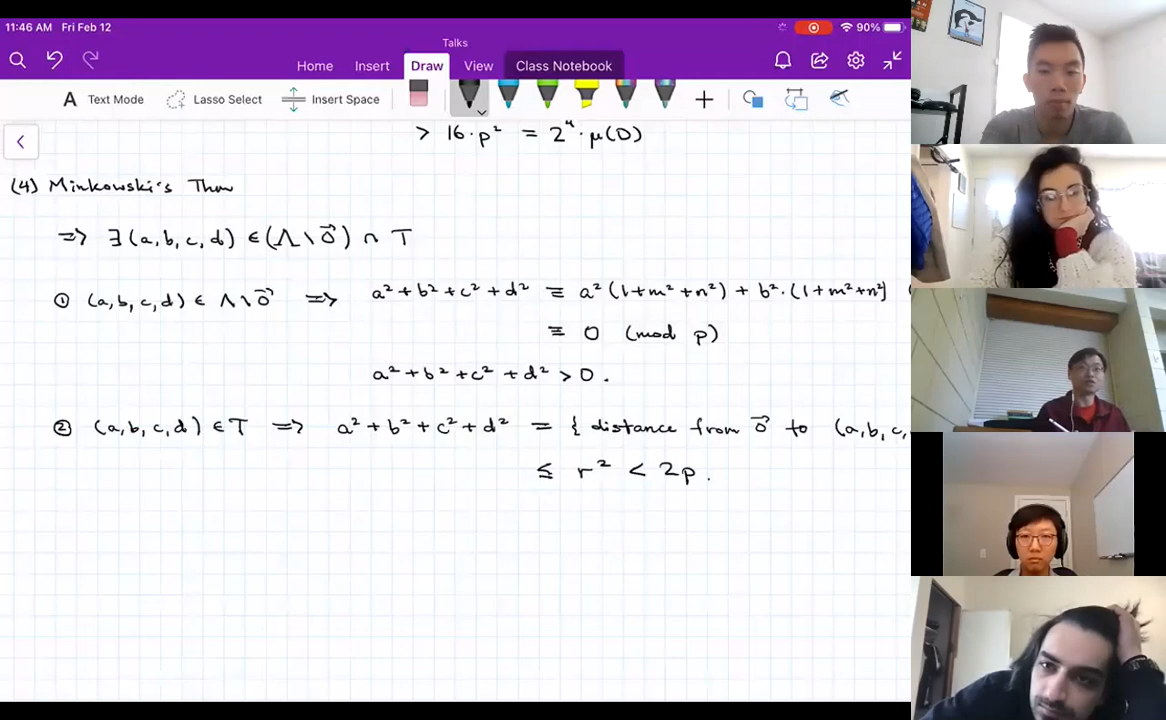 11:46 AM Fri Feb 12
90%
Talks
Home Insert Draw View Class Notebook
A Text Mode Lasso Select Insert Space
> 16·p² = 2⁴·μ(D)
(4) Minkowski's Thm
⇒ ∃ (a,b,c,d) ∈ (Λ \ 0⃗) ∩ T
① (a,b,c,d) ∈ Λ \ 0⃗ ⇒ a² + b² + c² + d² ≡ a² (1+m²+n²) + b²·(1+m²+n²)
≡ 0 (mod p)
a² + b² + c² + d² > 0.
② (a,b,c,d) ∈ T ⇒ a² + b² + c² + d² = { distance from 0⃗ to (a,b,c,
≤ r² < 2p.